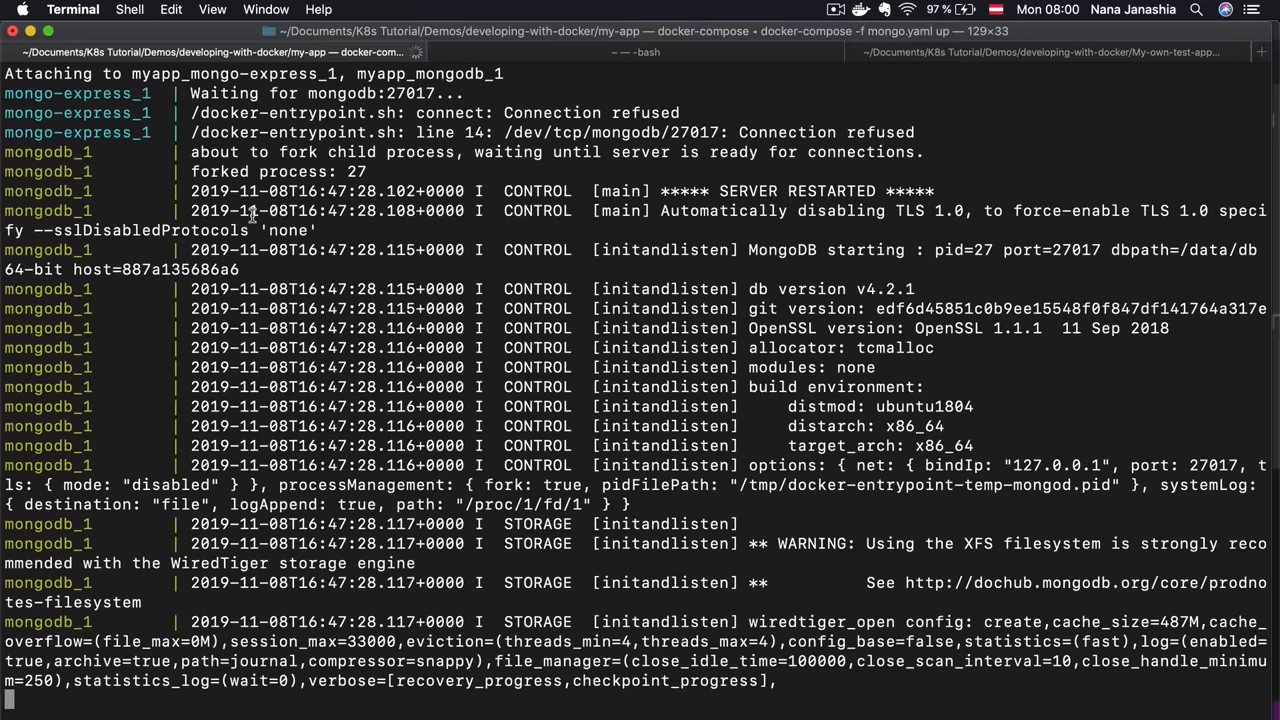 Terminal Shell Edit View Window Help 97 % Mon 08:00 Nana Janashia
~/Documents/K8s Tutorial/Demos/developing-with-docker/my-app — docker-compose • docker-compose -f mongo.yaml up — 129×33
~/Documents/K8s Tutorial/Demos/developing-with-docker/my-app — docker-com... ~ — -bash ~/Documents/K8s Tutorial/Demos/developing-with-docker/My-own-test-app... +
Attaching to myapp_mongo-express_1, myapp_mongodb_1
mongo-express_1 | Waiting for mongodb:27017...
mongo-express_1 | /docker-entrypoint.sh: connect: Connection refused
mongo-express_1 | /docker-entrypoint.sh: line 14: /dev/tcp/mongodb/27017: Connection refused
mongodb_1 | about to fork child process, waiting until server is ready for connections.
mongodb_1 | forked process: 27
mongodb_1 | 2019-11-08T16:47:28.102+0000 I CONTROL [main] ***** SERVER RESTARTED *****
mongodb_1 | 2019-11-08T16:47:28.108+0000 I CONTROL [main] Automatically disabling TLS 1.0, to force-enable TLS 1.0 speci
fy --sslDisabledProtocols 'none'
mongodb_1 | 2019-11-08T16:47:28.115+0000 I CONTROL [initandlisten] MongoDB starting : pid=27 port=27017 dbpath=/data/db
64-bit host=887a135686a6
mongodb_1 | 2019-11-08T16:47:28.115+0000 I CONTROL [initandlisten] db version v4.2.1
mongodb_1 | 2019-11-08T16:47:28.115+0000 I CONTROL [initandlisten] git version: edf6d45851c0b9ee15548f0f847df141764a317e
mongodb_1 | 2019-11-08T16:47:28.116+0000 I CONTROL [initandlisten] OpenSSL version: OpenSSL 1.1.1 11 Sep 2018
mongodb_1 | 2019-11-08T16:47:28.116+0000 I CONTROL [initandlisten] allocator: tcmalloc
mongodb_1 | 2019-11-08T16:47:28.116+0000 I CONTROL [initandlisten] modules: none
mongodb_1 | 2019-11-08T16:47:28.116+0000 I CONTROL [initandlisten] build environment:
mongodb_1 | 2019-11-08T16:47:28.116+0000 I CONTROL [initandlisten] distmod: ubuntu1804
mongodb_1 | 2019-11-08T16:47:28.116+0000 I CONTROL [initandlisten] distarch: x86_64
mongodb_1 | 2019-11-08T16:47:28.116+0000 I CONTROL [initandlisten] target_arch: x86_64
mongodb_1 | 2019-11-08T16:47:28.116+0000 I CONTROL [initandlisten] options: { net: { bindIp: "127.0.0.1", port: 27017, t
ls: { mode: "disabled" } }, processManagement: { fork: true, pidFilePath: "/tmp/docker-entrypoint-temp-mongod.pid" }, systemLog:
{ destination: "file", logAppend: true, path: "/proc/1/fd/1" } }
mongodb_1 | 2019-11-08T16:47:28.117+0000 I STORAGE [initandlisten]
mongodb_1 | 2019-11-08T16:47:28.117+0000 I STORAGE [initandlisten] ** WARNING: Using the XFS filesystem is strongly reco
mmended with the WiredTiger storage engine
mongodb_1 | 2019-11-08T16:47:28.117+0000 I STORAGE [initandlisten] ** See http://dochub.mongodb.org/core/prodno
tes-filesystem
mongodb_1 | 2019-11-08T16:47:28.117+0000 I STORAGE [initandlisten] wiredtiger_open config: create,cache_size=487M,cache_
overflow=(file_max=0M),session_max=33000,eviction=(threads_min=4,threads_max=4),config_base=false,statistics=(fast),log=(enabled=
true,archive=true,path=journal,compressor=snappy),file_manager=(close_idle_time=100000,close_scan_interval=10,close_handle_minimu
m=250),statistics_log=(wait=0),verbose=[recovery_progress,checkpoint_progress],